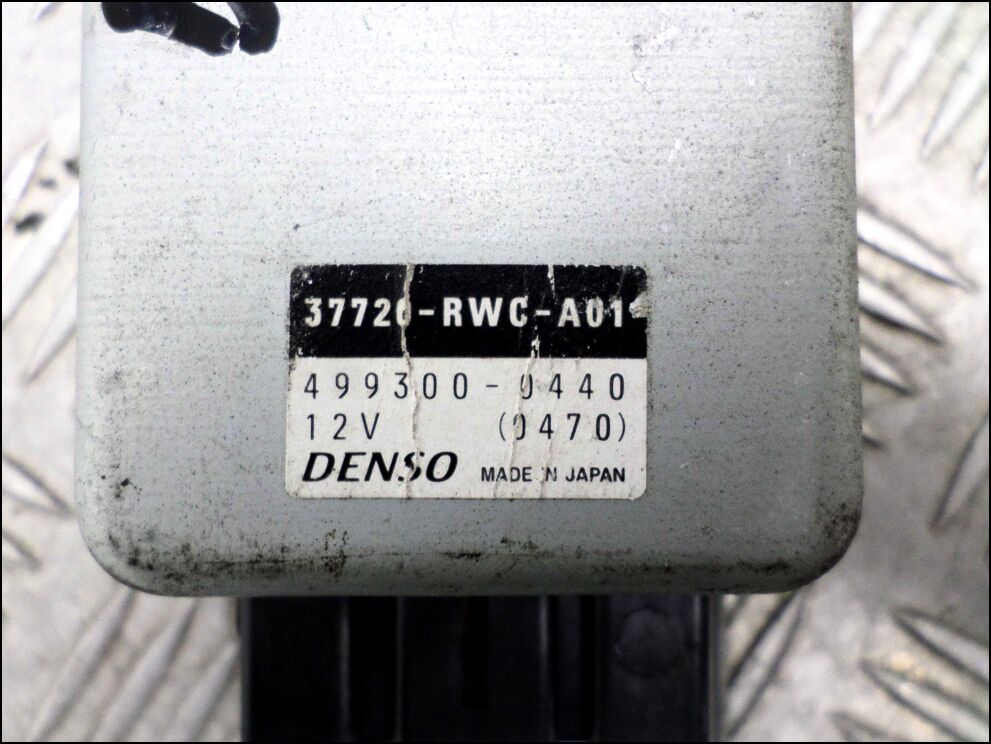 37720-RWC-A01
499300-0440
12V (0470)
DENSO MADE IN JAPAN